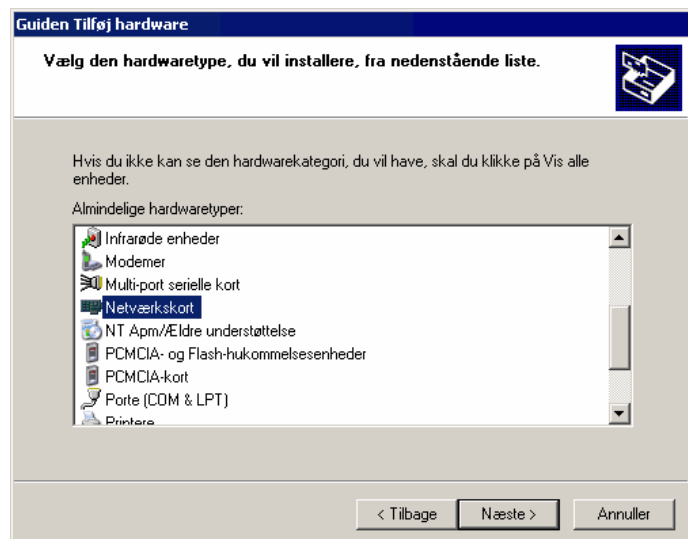 Guiden Tilføj hardware
Vælg den hardwaretype, du vil installere, fra nedenstående liste.
Hvis du ikke kan se den hardwarekategori, du vil have, skal du klikke på Vis alle
enheder.
Almindelige hardwaretyper:
Infrarøde enheder
Modemer
Multi-port serielle kort
Netværkskort
NT Apm/Ældre understøttelse
PCMCIA- og Flash-hukommelsesenheder
PCMCIA-kort
Porte (COM & LPT)
Printere
< Tilbage
Næste >
Annuller